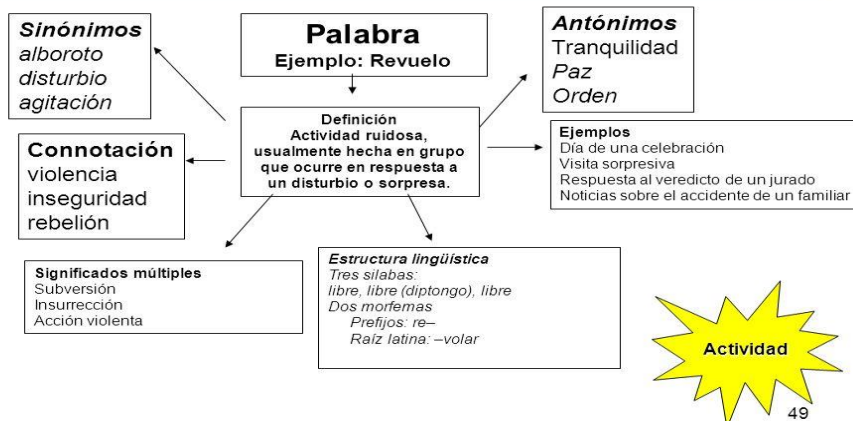 Sinónimos
alboroto
disturbio
agitación
Palabra
Ejemplo: Revuelo
Antónimos
Tranquilidad
Paz
Orden
Definición
Actividad ruidosa,
usualmente hecha en grupo
que ocurre en respuesta a
un disturbio o sorpresa.
Connotación
violencia
inseguridad
rebelión
Ejemplos
Día de una celebración
Visita sorpresiva
Respuesta al veredicto de un jurado
Noticias sobre el accidente de un familiar
Significados múltiples
Subversión
Insurrección
Acción violenta
Estructura lingüística
Tres silabas:
libre, libre (diptongo), libre
Dos morfemas
Prefijos: re–
Raíz latina: –volar
Actividad
49